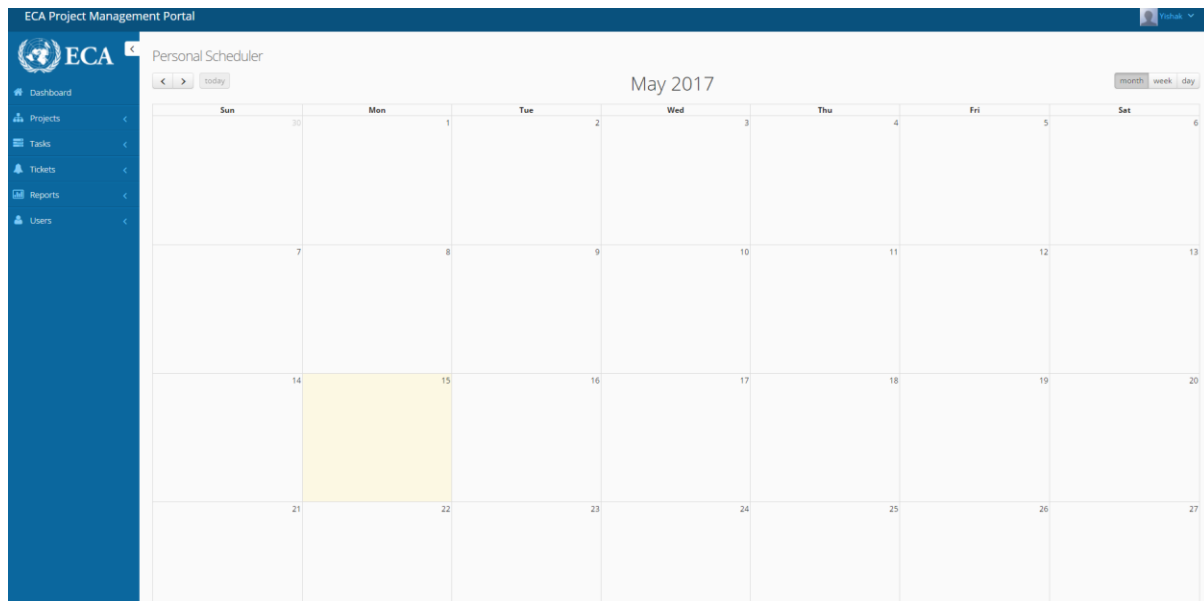 ECA Project Management Portal
Yishak
ECA
Personal Scheduler
today
May 2017
month week day
Dashboard
Projects
Tasks
Tickets
Reports
Users
Sun Mon Tue Wed Thu Fri Sat
30 1 2 3 4 5 6
7 8 9 10 11 12 13
14 15 16 17 18 19 20
21 22 23 24 25 26 27